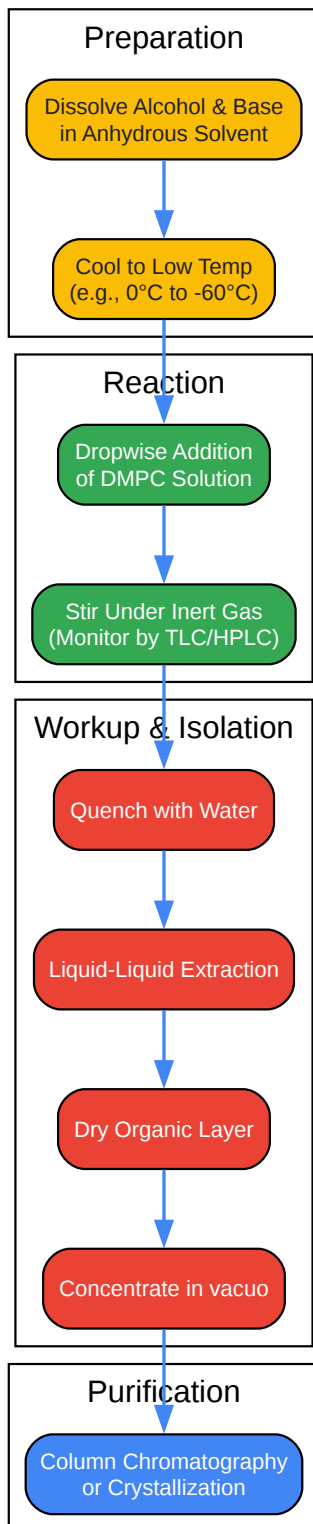 Preparation
Dissolve Alcohol & Base
in Anhydrous Solvent
Cool to Low Temp
(e.g., 0°C to -60°C)
Reaction
Dropwise Addition
of DMPC Solution
Stir Under Inert Gas
(Monitor by TLC/HPLC)
Workup & Isolation
Quench with Water
Liquid-Liquid Extraction
Dry Organic Layer
Concentrate in vacuo
Purification
Column Chromatography
or Crystallization